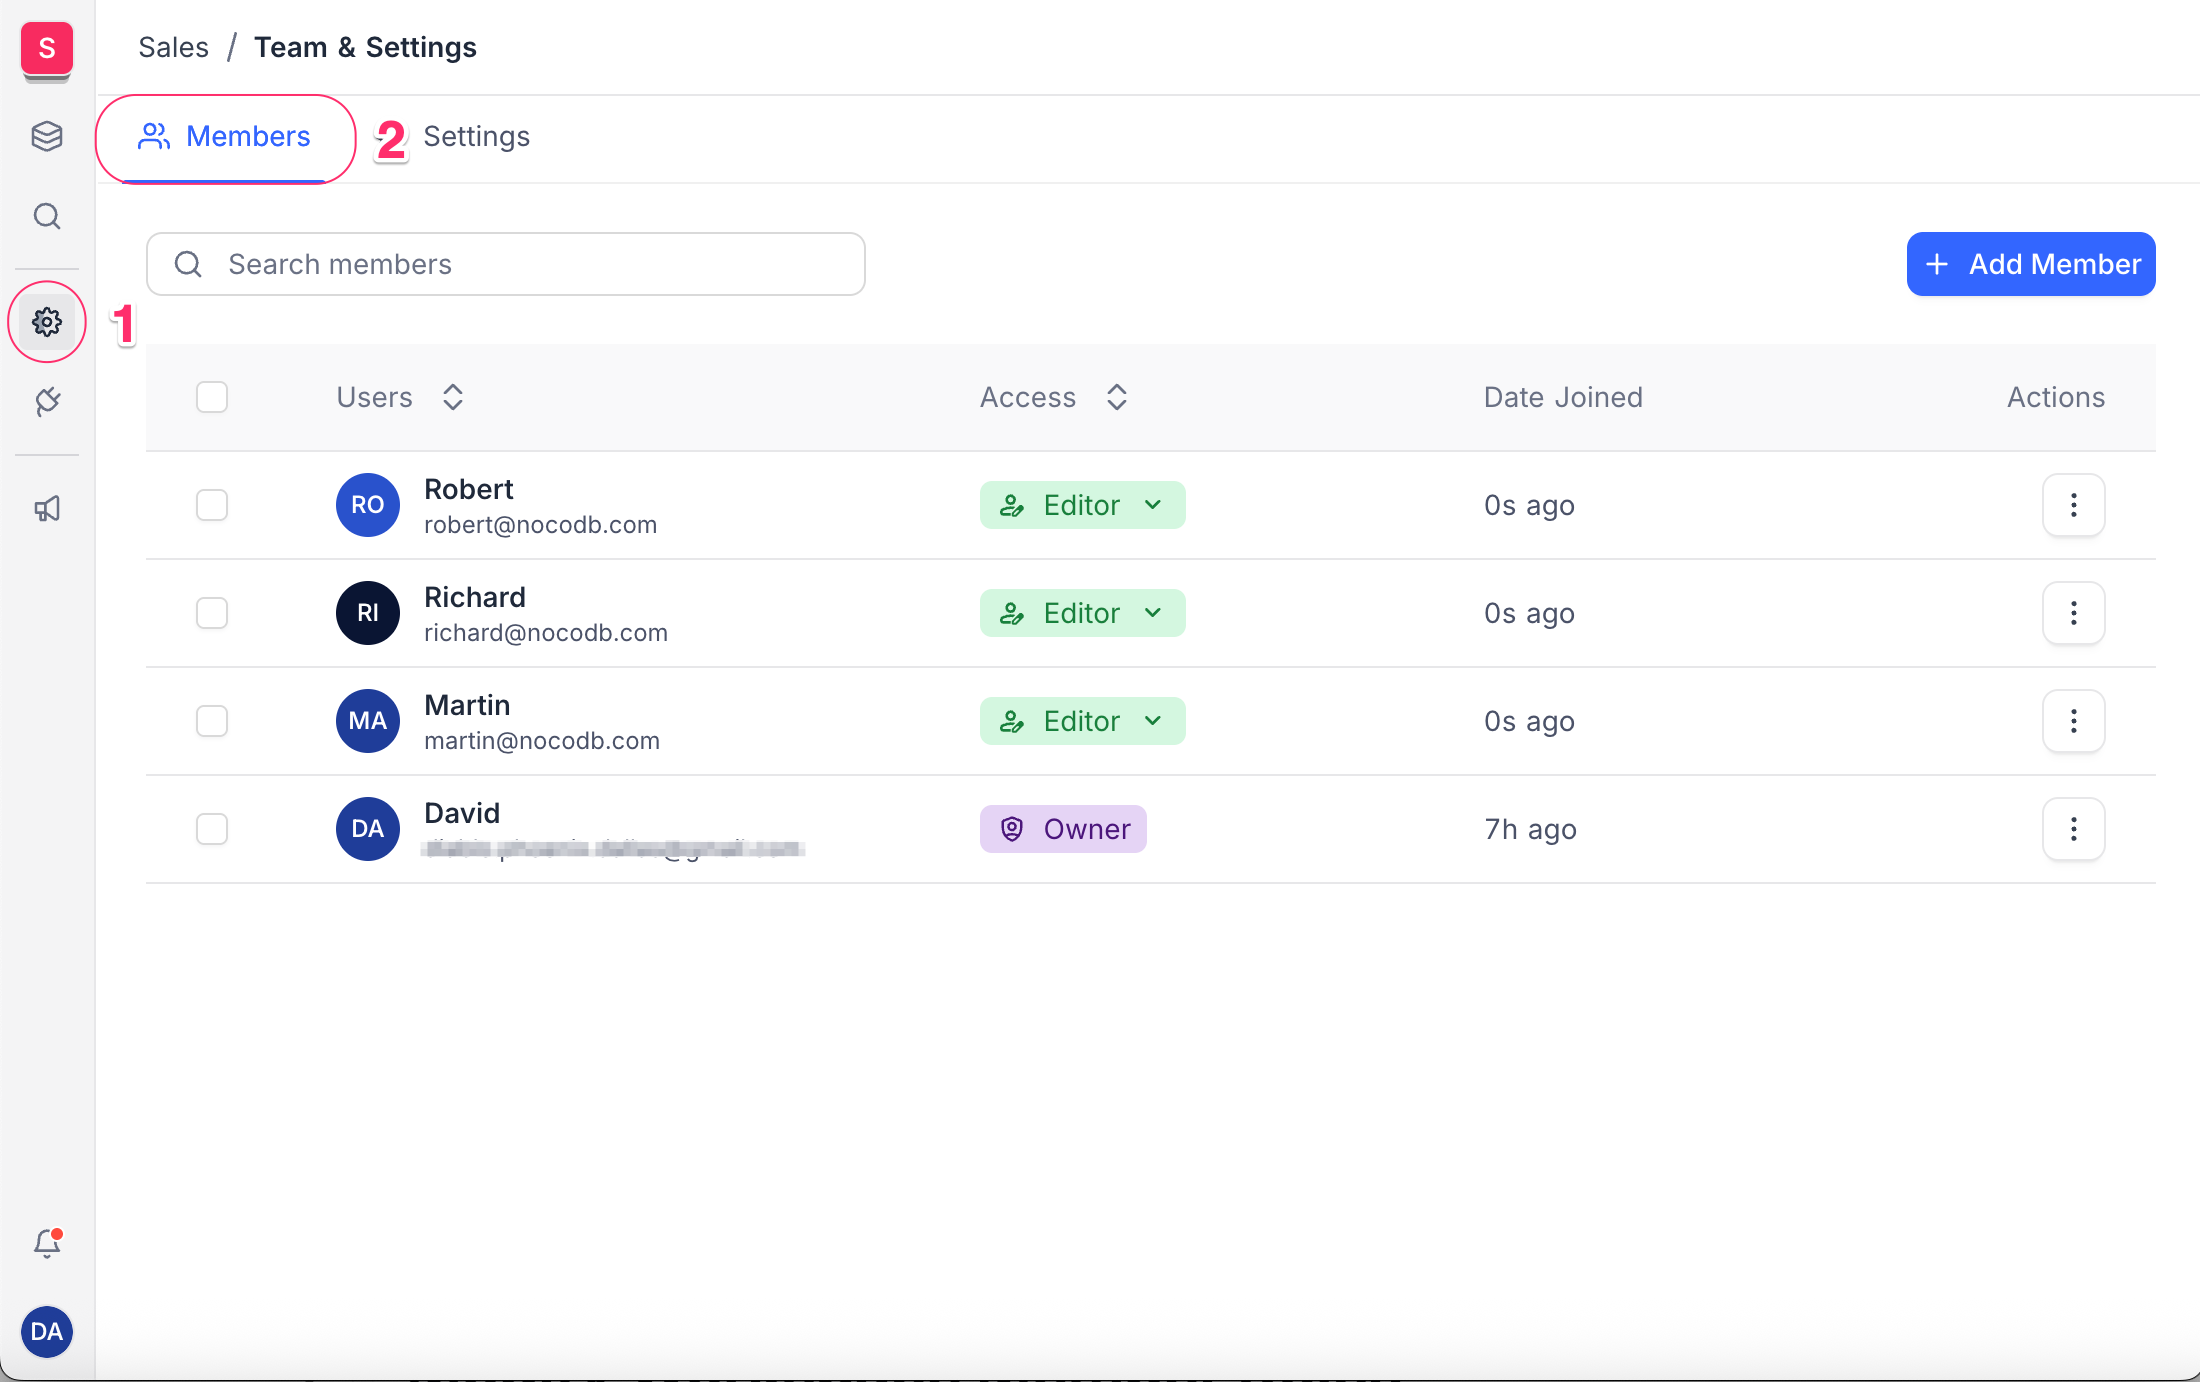 S
Sales / Team & Settings
Members
2
Settings
Search members
+ Add Member
1
Users
Access
Date Joined
Actions
RO
Robert
robert@nocodb.com
Editor
0s ago
RI
Richard
richard@nocodb.com
Editor
0s ago
MA
Martin
martin@nocodb.com
Editor
0s ago
DA
David
Owner
7h ago
DA